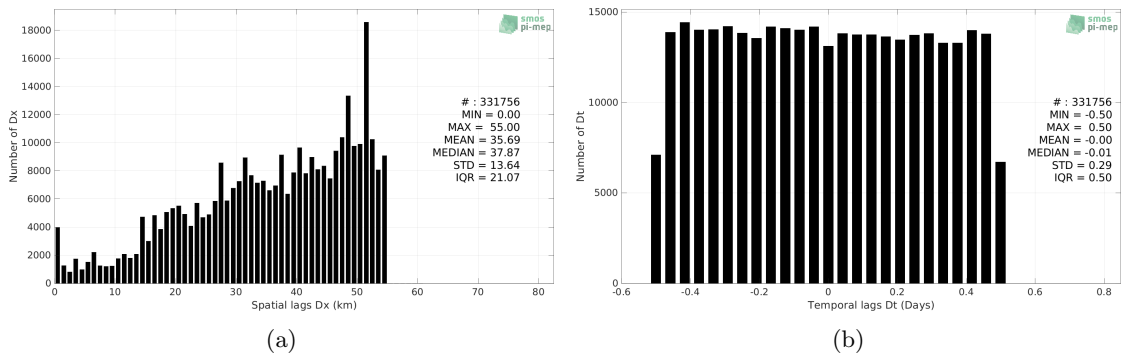 18000
16000
14000
12000
10000
8000
6000
4000
2000
0
Number of Dx
smos
pi-mep
# : 331756
MIN = 0.00
MAX = 55.00
MEAN = 35.69
MEDIAN = 37.87
STD = 13.64
IQR = 21.07
0 10 20 30 40 50 60 70 80
Spatial lags Dx (km)
(a)
15000
10000
5000
0
Number of Dt
smos
pi-mep
# : 331756
MIN = -0.50
MAX = 0.50
MEAN = -0.00
MEDIAN = -0.01
STD = 0.29
IQR = 0.50
-0.6 -0.4 -0.2 0 0.2 0.4 0.6 0.8
Temporal lags Dt (Days)
(b)